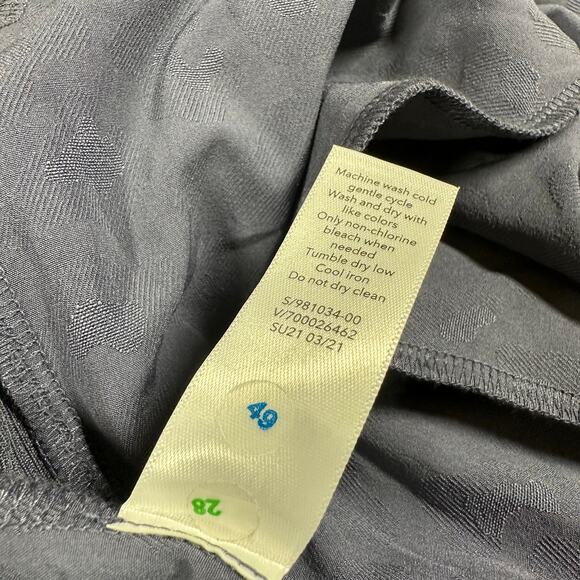 Machine wash cold
gentle cycle
Wash and dry with
like colors
Only non-chlorine
bleach when
needed
Tumble dry low
Cool iron
Do not dry clean
S/981034-00
V/700026462
SU21 03/21
49
28